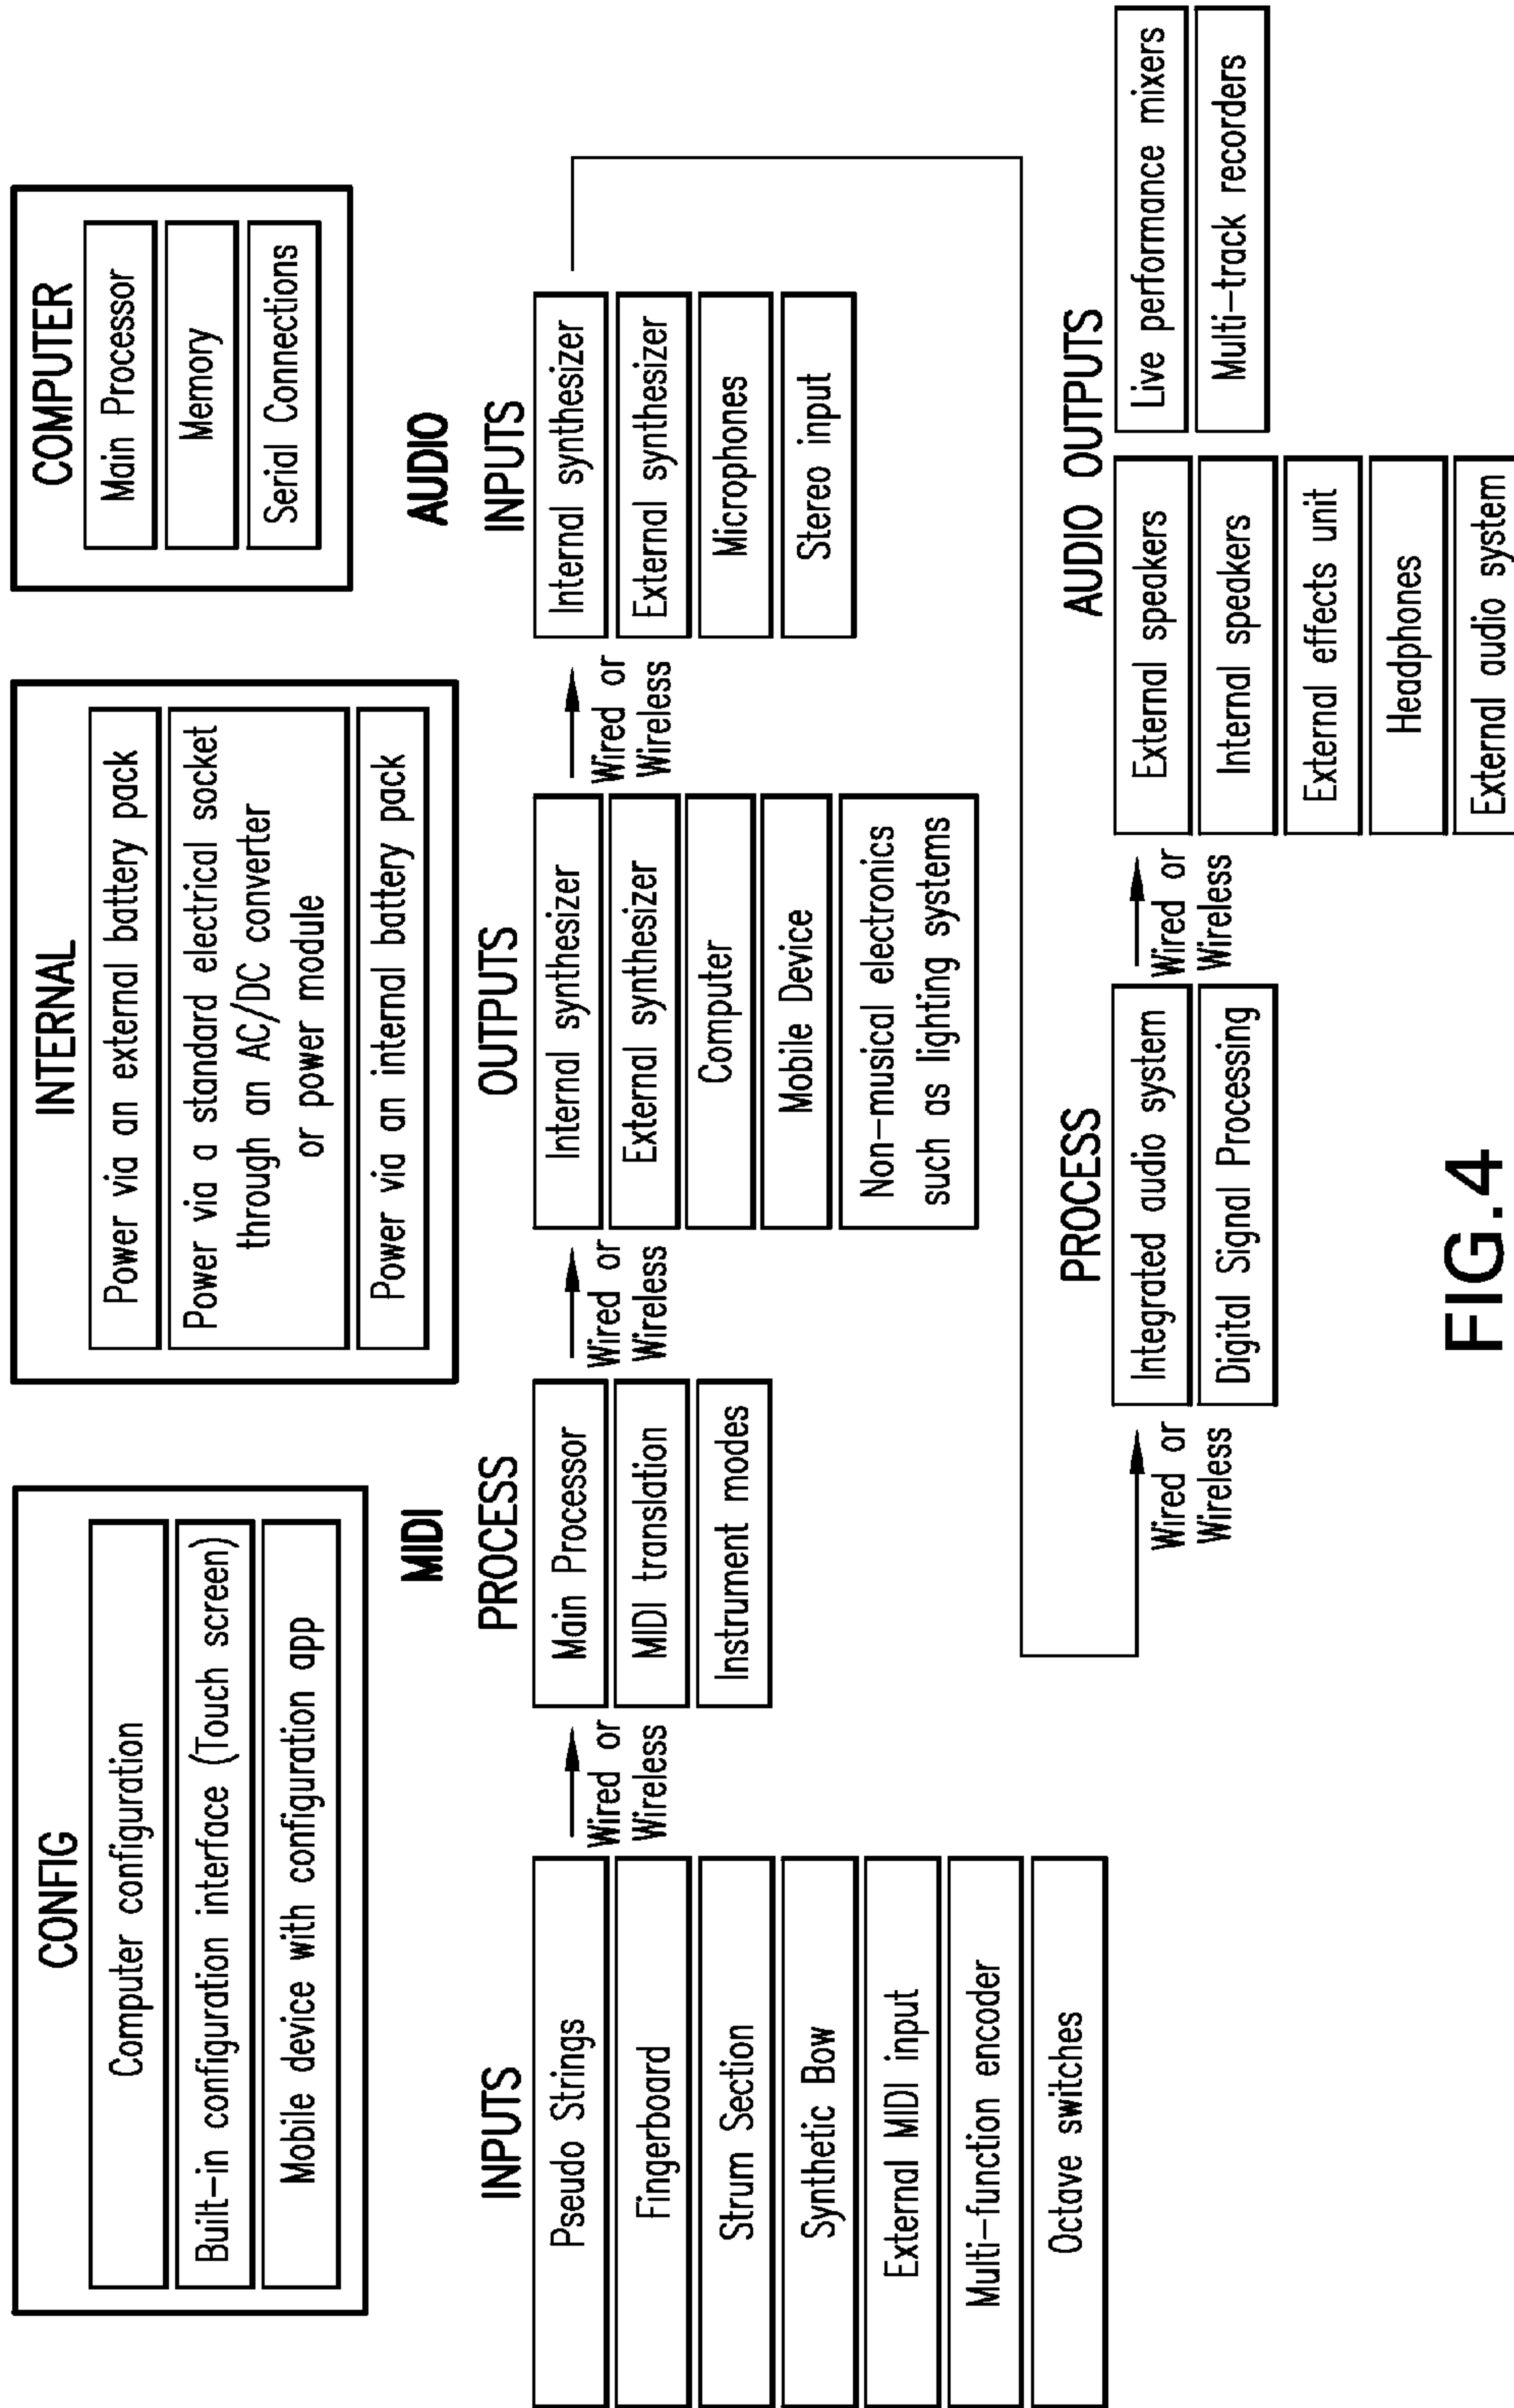 CONFIG
Computer configuration
Built-in configuration interface (Touch screen)
Mobile device with configuration app
INTERNAL
Power via an external battery pack
Power via a standard electrical socket
through an AC/DC converter
or power module
Power via an internal battery pack
COMPUTER
Main Processor
Memory
Serial Connections
MIDI
INPUTS
Pseudo Strings
Fingerboard
Strum Section
Synthetic Bow
External MIDI input
Multi-function encoder
Octave switches
Wired or
Wireless
PROCESS
Main Processor
MIDI translation
Instrument modes
Wired or
Wireless
OUTPUTS
Internal synthesizer
External synthesizer
Computer
Mobile Device
Non-musical electronics
such as lighting systems
Wired or
Wireless
AUDIO
INPUTS
Internal synthesizer
External synthesizer
Microphones
Stereo input
Wired or
Wireless
PROCESS
Integrated audio system
Digital Signal Processing
Wired or
Wireless
AUDIO OUTPUTS
External speakers
Internal speakers
External effects unit
Headphones
External audio system
Live performance mixers
Multi-track recorders
FIG.4